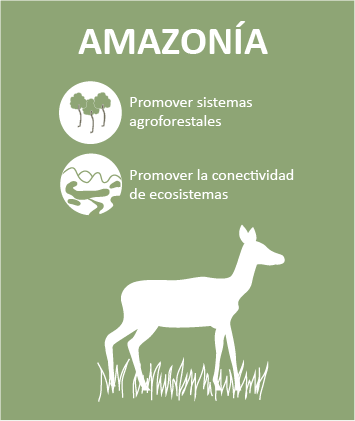 AMAZONÍA
Promover sistemas
agroforestales
Promover la conectividad
de ecosistemas